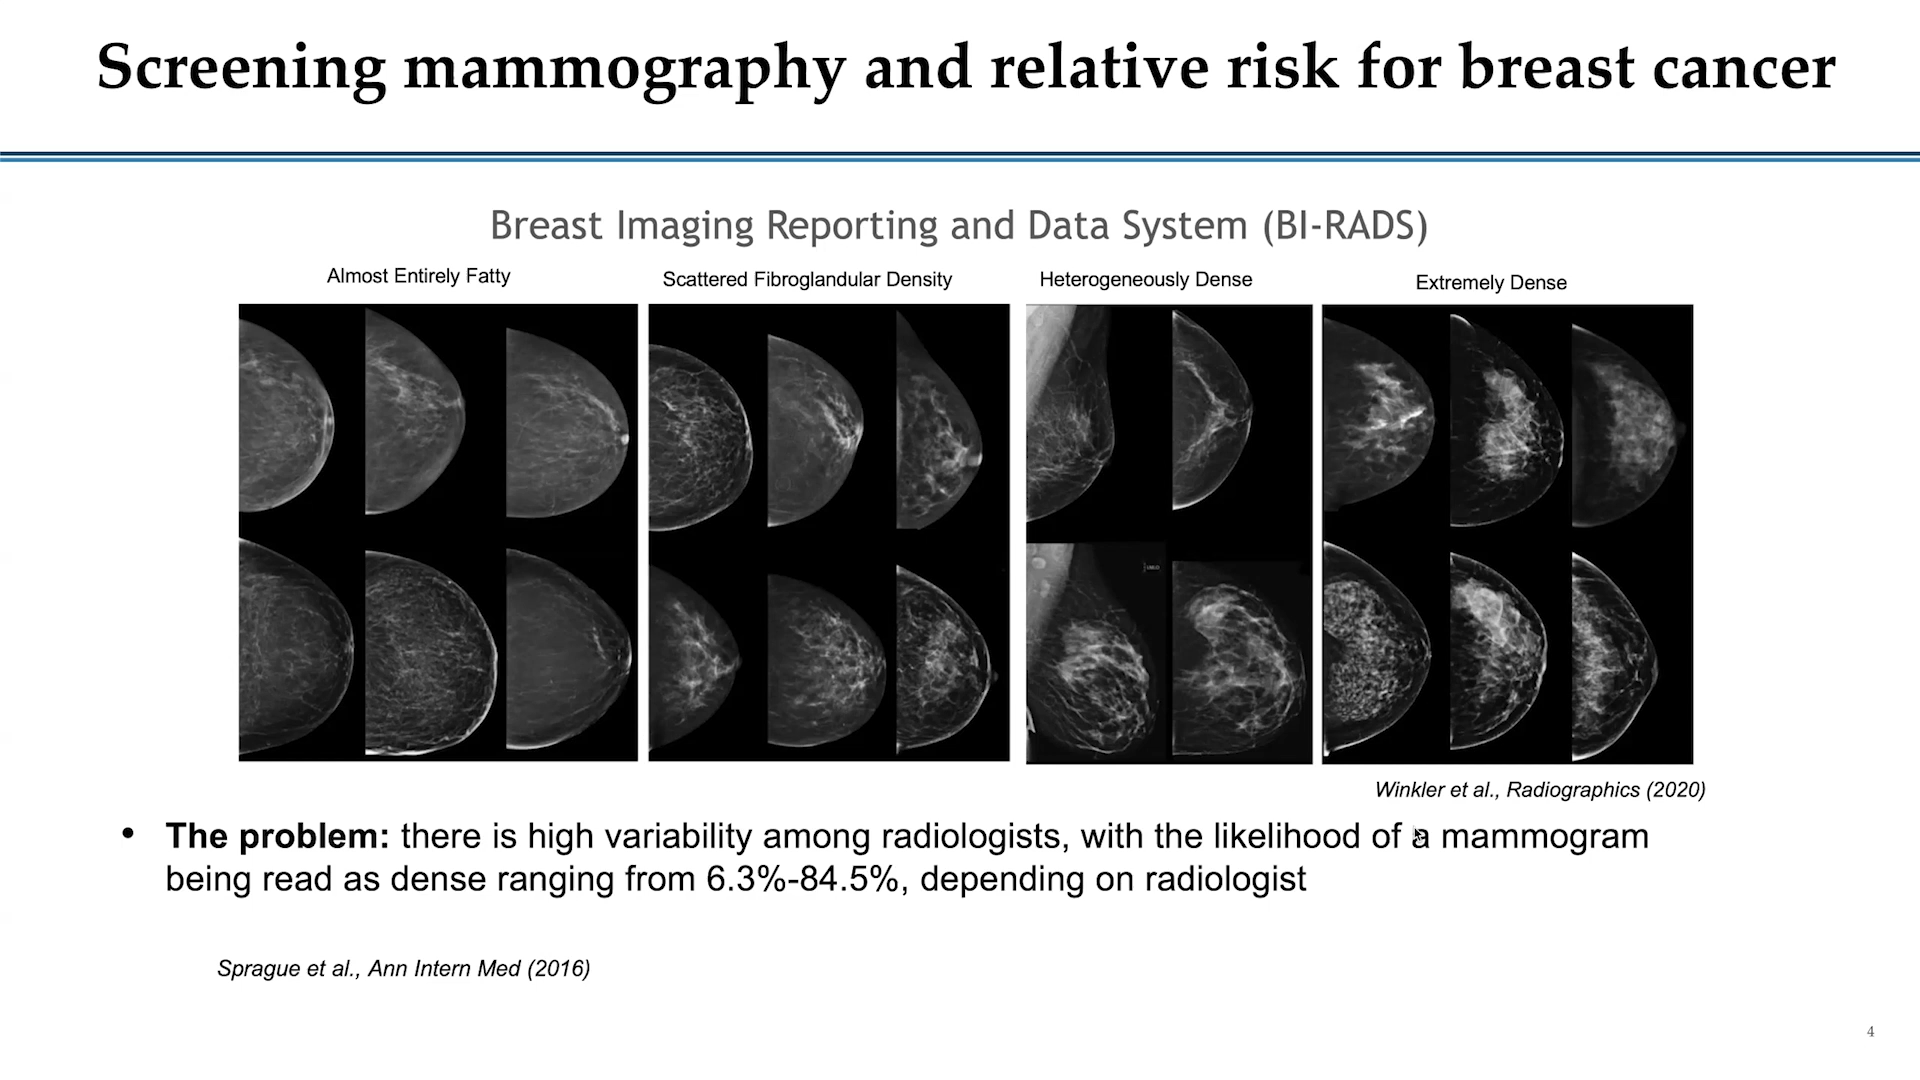 Screening mammography and relative risk for breast cancer
Breast Imaging Reporting and Data System (BI-RADS)
Almost Entirely Fatty
Scattered Fibroglandular Density
Heterogeneously Dense
Extremely Dense
Winkler et al., Radiographics (2020)
• The problem: there is high variability among radiologists, with the likelihood of a mammogram
being read as dense ranging from 6.3%-84.5%, depending on radiologist
Sprague et al., Ann Intern Med (2016)
4